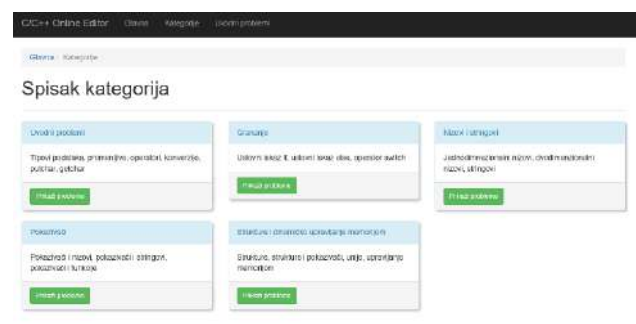 C/C++ Online Editor Glavna Kategorije Uvodni problemi
Glavna / Kategorije
Spisak kategorija
Uvodni problemi
Tipovi podataka, promenljive, operatori, konverzije,
putchar, getchar
Prikaži probleme
Grananje
Uslovni iskaz if, uslovni iskaz else, operator switch
Prikaži probleme
Nizovi i stringovi
Jednodimenzionalni nizovi, dvodimenzionalni
nizovi, stringovi
Prikaži probleme
Pokazivači
Pokazivači i nizovi, pokazivači i stringovi,
pokazivači i funkcije
Prikaži probleme
Strukture i dinamičko upravljanje memorijom
Strukture, strukture i pokazivači, unije, upravljanje
memorijom
Prikaži probleme